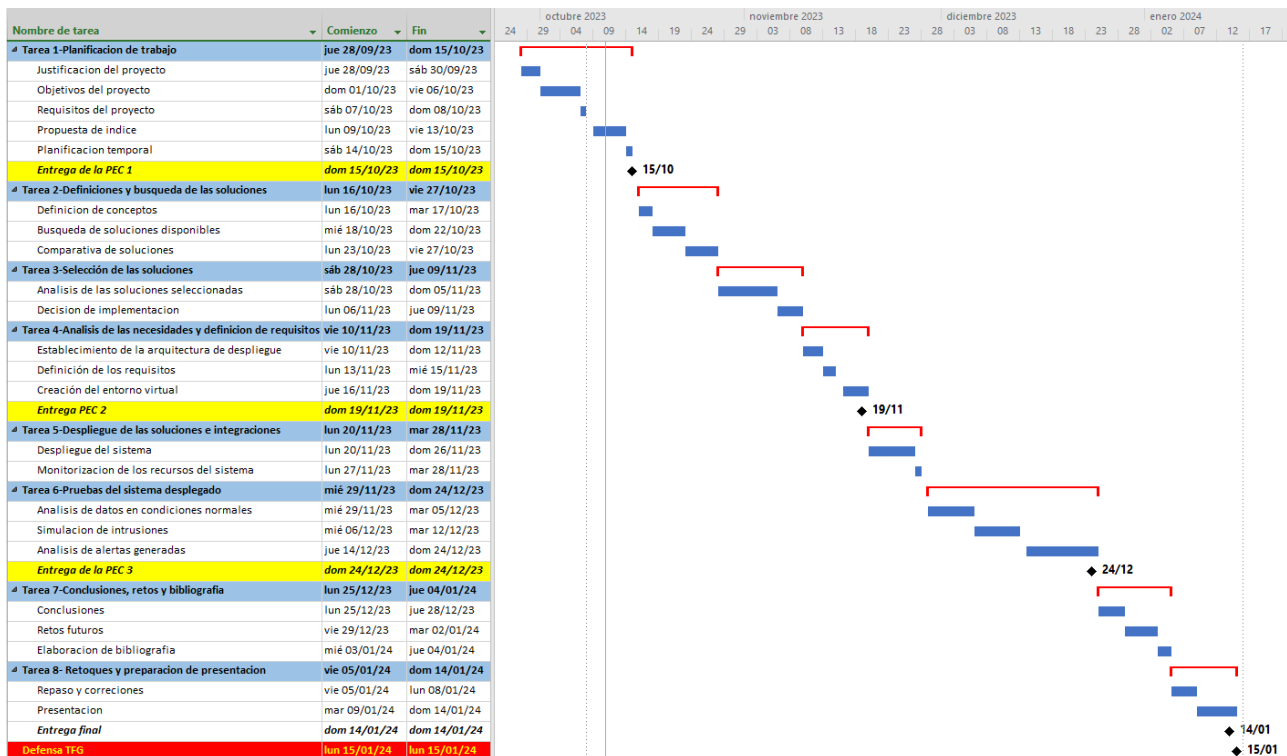 octubre 2023 noviembre 2023 diciembre 2023 enero 2024
Nombre de tarea Comienzo Fin 24 29 04 09 14 19 24 29 03 08 13 18 23 28 03 08 13 18 23 28 02 07 12 17
Tarea 1-Planificacion de trabajo jue 28/09/23 dom 15/10/23
Justificacion del proyecto jue 28/09/23 sáb 30/09/23
Objetivos del proyecto dom 01/10/23 vie 06/10/23
Requisitos del proyecto sáb 07/10/23 dom 08/10/23
Propuesta de indice lun 09/10/23 vie 13/10/23
Planificacion temporal sáb 14/10/23 dom 15/10/23
Entrega de la PEC 1 dom 15/10/23 dom 15/10/23 15/10
Tarea 2-Definiciones y busqueda de las soluciones lun 16/10/23 vie 27/10/23
Definicion de conceptos lun 16/10/23 mar 17/10/23
Busqueda de soluciones disponibles mié 18/10/23 dom 22/10/23
Comparativa de soluciones lun 23/10/23 vie 27/10/23
Tarea 3-Selección de las soluciones sáb 28/10/23 jue 09/11/23
Analisis de las soluciones seleccionadas sáb 28/10/23 dom 05/11/23
Decision de implementacion lun 06/11/23 jue 09/11/23
Tarea 4-Analisis de las necesidades y definicion de requisitos vie 10/11/23 dom 19/11/23
Establecimiento de la arquitectura de despliegue vie 10/11/23 dom 12/11/23
Definición de los requisitos lun 13/11/23 mié 15/11/23
Creación del entorno virtual jue 16/11/23 dom 19/11/23
Entrega PEC 2 dom 19/11/23 dom 19/11/23 19/11
Tarea 5-Despliegue de las soluciones e integraciones lun 20/11/23 mar 28/11/23
Despliegue del sistema lun 20/11/23 dom 26/11/23
Monitorizacion de los recursos del sistema lun 27/11/23 mar 28/11/23
Tarea 6-Pruebas del sistema desplegado mié 29/11/23 dom 24/12/23
Analisis de datos en condiciones normales mié 29/11/23 mar 05/12/23
Simulacion de intrusiones mié 06/12/23 mar 12/12/23
Analisis de alertas generadas jue 14/12/23 dom 24/12/23
Entrega de la PEC 3 dom 24/12/23 dom 24/12/23 24/12
Tarea 7-Conclusiones, retos y bibliografia lun 25/12/23 jue 04/01/24
Conclusiones lun 25/12/23 jue 28/12/23
Retos futuros vie 29/12/23 mar 02/01/24
Elaboracion de bibliografia mié 03/01/24 jue 04/01/24
Tarea 8- Retoques y preparacion de presentacion vie 05/01/24 dom 14/01/24
Repaso y correciones vie 05/01/24 lun 08/01/24
Presentacion mar 09/01/24 dom 14/01/24
Entrega final dom 14/01/24 dom 14/01/24 14/01
Defensa TFG lun 15/01/24 lun 15/01/24 15/01